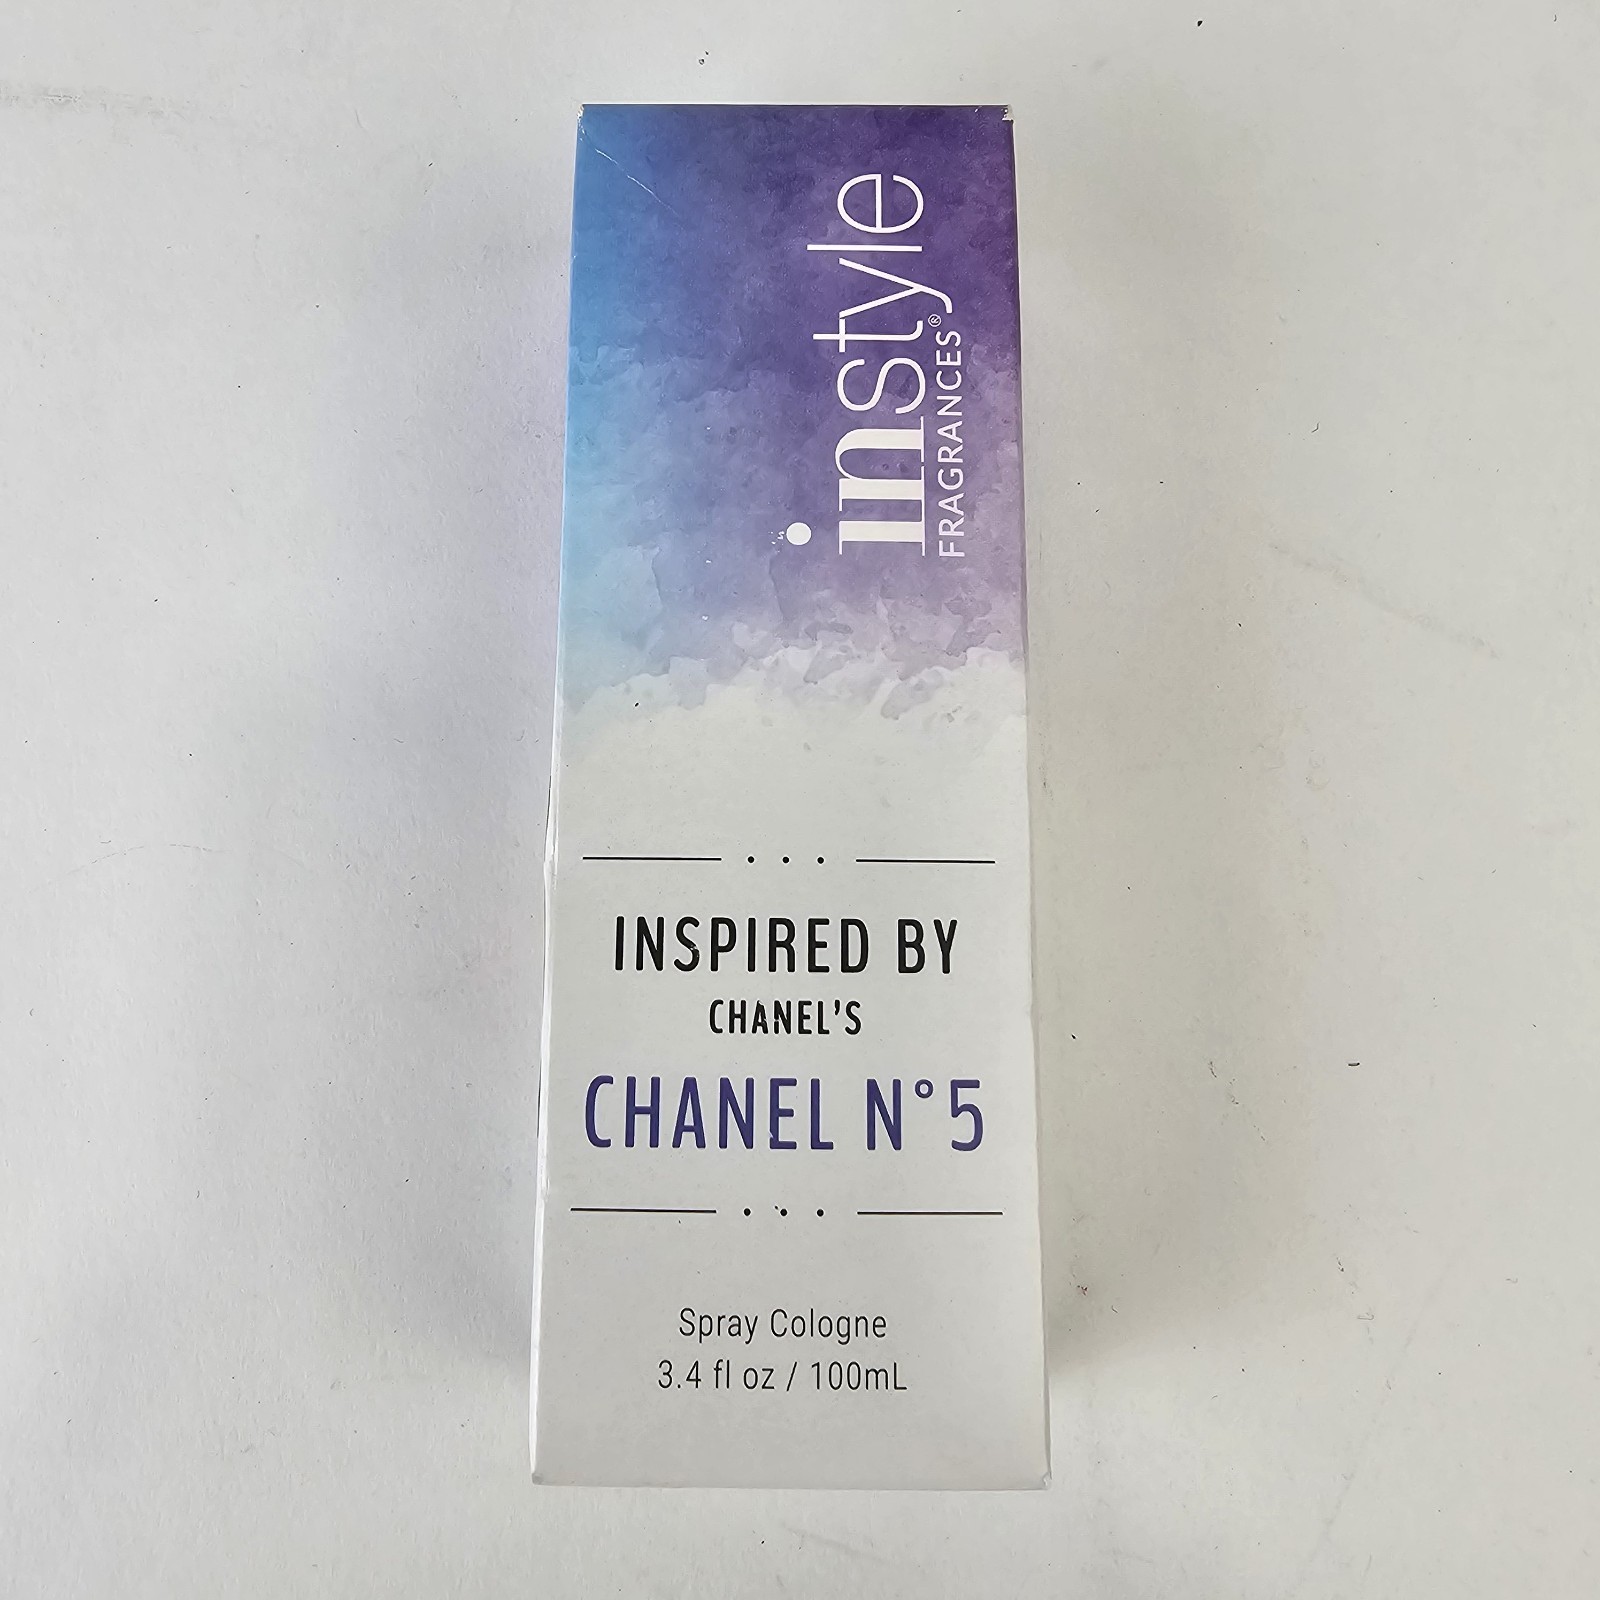 instyle
FRAGRANCES®
INSPIRED BY
CHANEL'S
CHANEL N°5
Spray Cologne
3.4 fl oz / 100mL